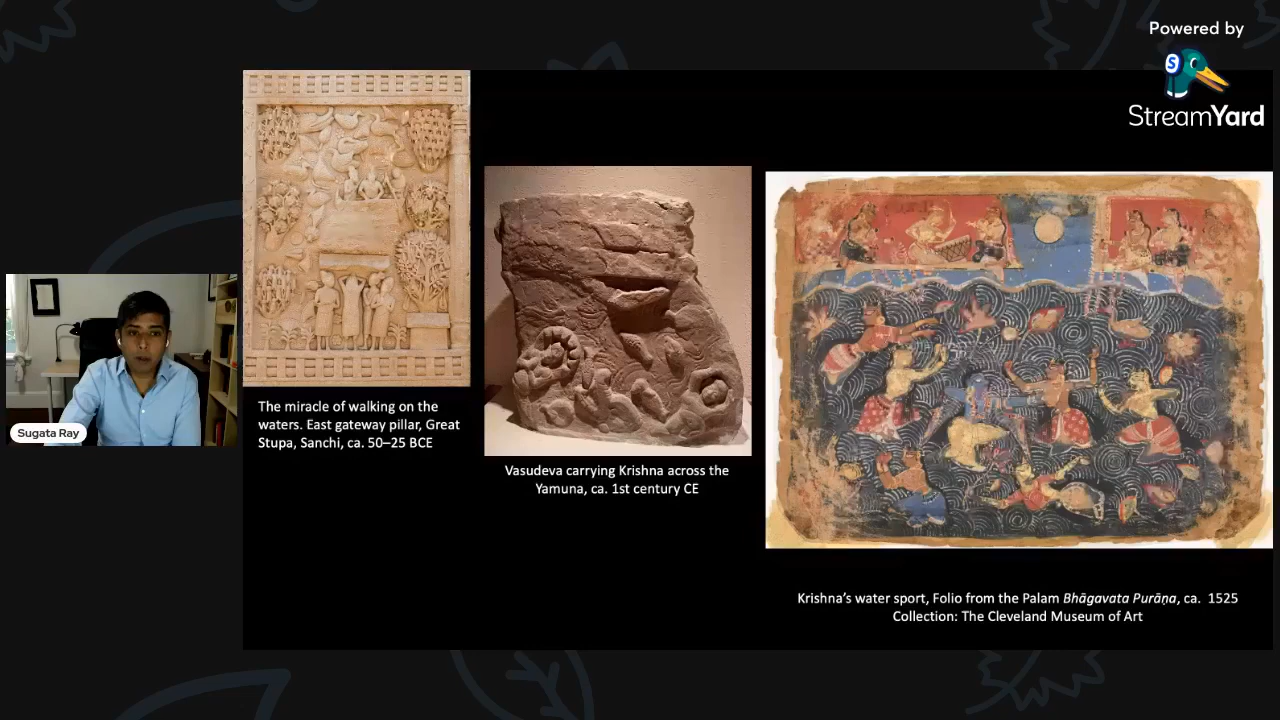 Powered by
S
StreamYard
Sugata Ray
The miracle of walking on the
waters. East gateway pillar, Great
Stupa, Sanchi, ca. 50–25 BCE
Vasudeva carrying Krishna across the
Yamuna, ca. 1st century CE
Krishna’s water sport, Folio from the Palam Bhāgavata Purāṇa, ca. 1525
Collection: The Cleveland Museum of Art